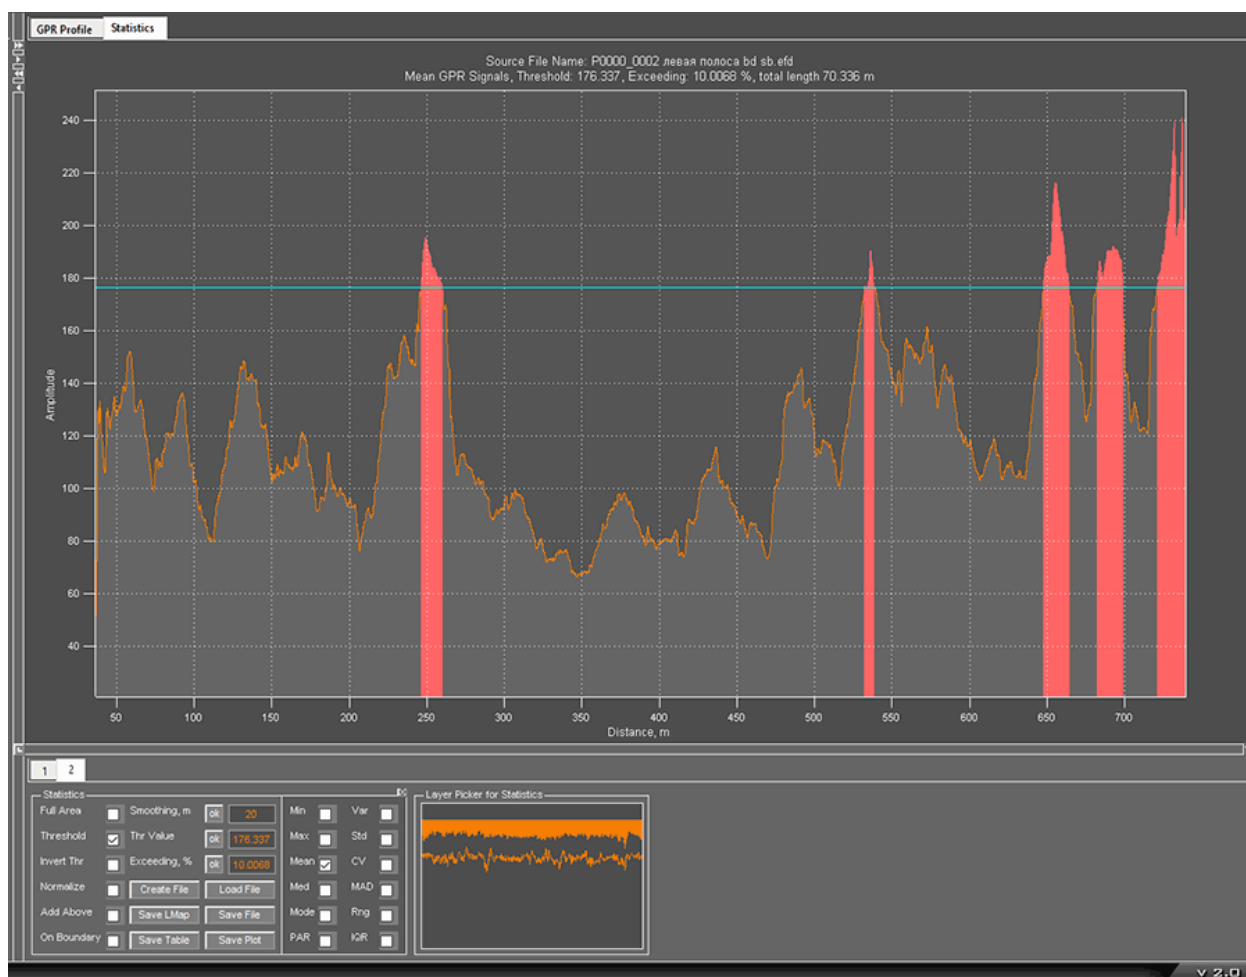 GPR Profile Statistics
Source File Name: P0000_0002 левая полоса bd sb.efd
Mean GPR Signals, Threshold: 176.337, Exceeding: 10.0068 %, total length 70.336 m
240
220
200
180
160
140
120
100
80
60
40
Amplitude
50 100 150 200 250 300 350 400 450 500 550 600 650 700
Distance, m
1 2
Statistics
Full Area Smoothing, m ok 20 Min Var
Threshold Thr Value ok 176.337 Max Std
Invert Thr Exceeding, % ok 10.0068 Mean CV
Normalize Create File Load File Med MAD
Add Above Save LMap Save File Mode Rng
On Boundary Save Table Save Plot PAR IQR
Layer Picker for Statistics
v 2.0